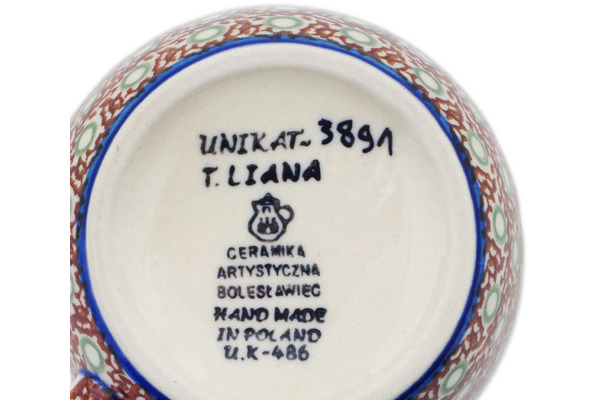 UNIKAT~3891
T. LIANA
CERAMIKA
ARTYSTYCZNA
BOLESŁAWIEC
HAND MADE
IN POLAND
U.K-486